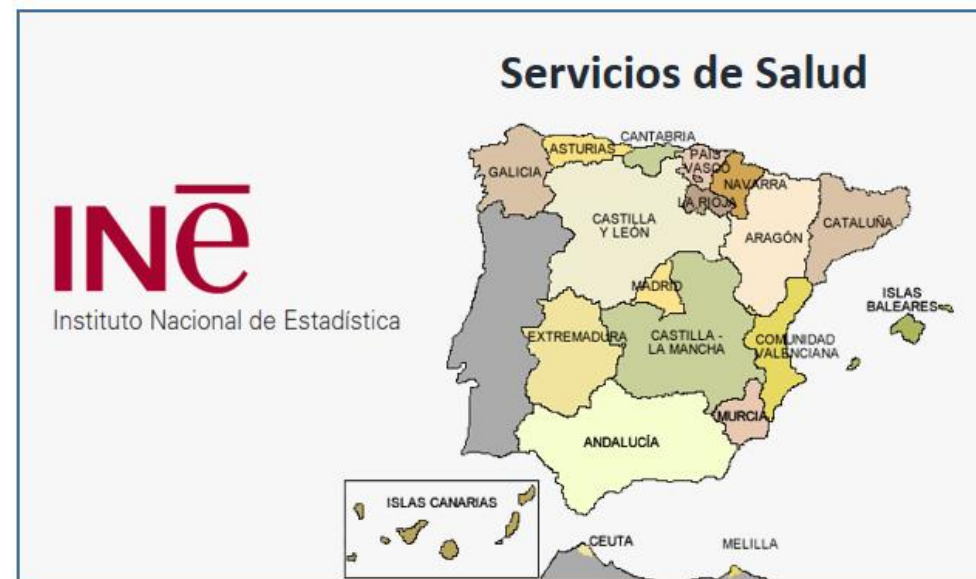 Servicios de Salud
INe
Instituto Nacional de Estadística
CANTABRIA
ASTURIAS
PAIS
VASCO
GALICIA
NAVARRA
LA RIOJA
CASTILLA
Y LEÓN
ARAGÓN
CATALUÑA
MADRID
ISLAS
BALEARES
EXTREMADURA
CASTILLA -
LA MANCHA
COMUNIDAD
VALENCIANA
MURCIA
ANDALUCÍA
ISLAS CANARIAS
CEUTA
MELILLA